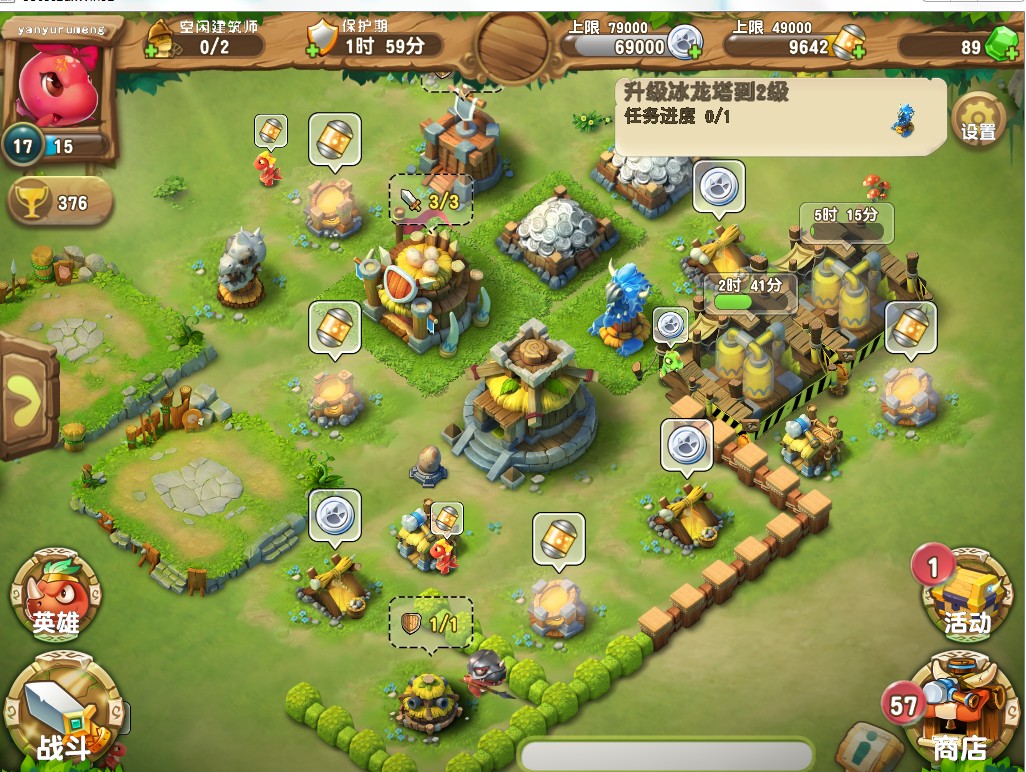 yanyurumeng
空闲建筑师
0/2
保护期
1时 59分
上限 79000
69000
上限 49000
9642
89
17
15
376
升级冰龙塔到2级
任务进度 0/1
设置
3/3
5时 15分
2时 41分
1/1
英雄
战斗
1
活动
57
商店